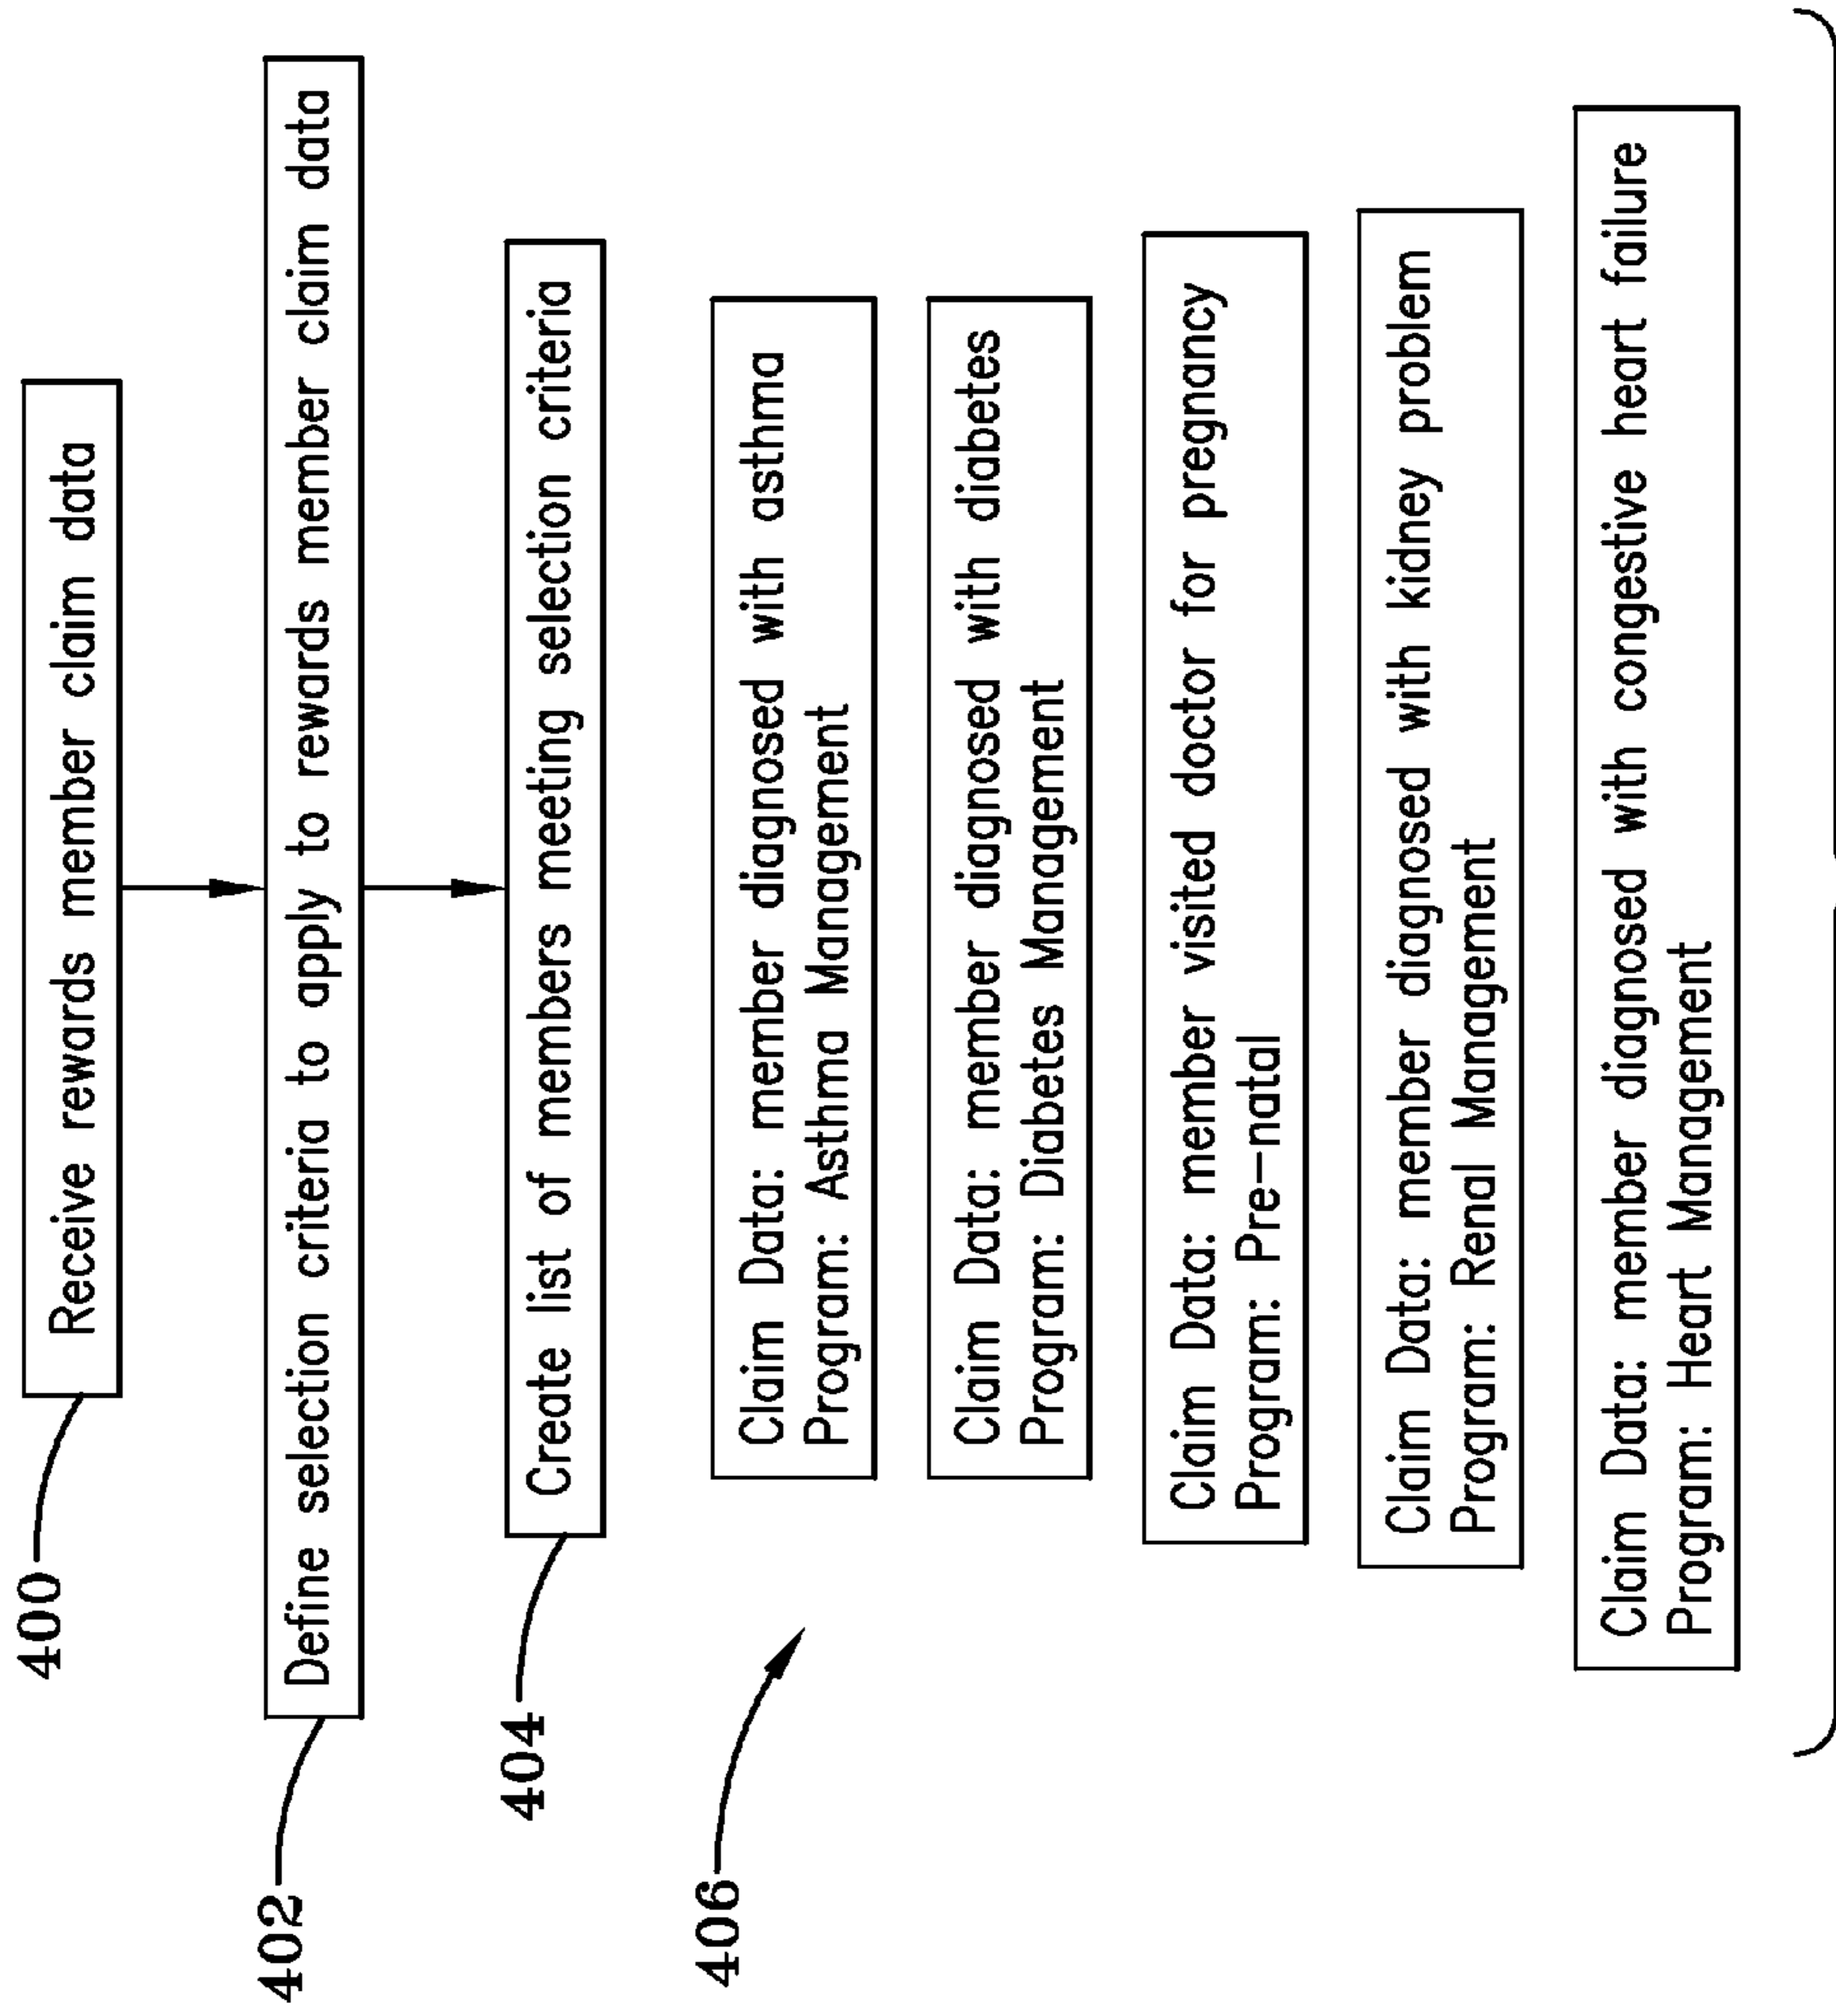 400
Receive rewards member claim data
402
Define selection criteria to apply to rewards member claim data
404
Create list of members meeting selection criteria
406
Claim Data: member diagnosed with asthma
Program: Asthma Management
Claim Data: member diagnosed with diabetes
Program: Diabetes Management
Claim Data: member visited doctor for pregnancy
Program: Pre-natal
Claim Data: member diagnosed with kidney problem
Program: Renal Management
Claim Data: member diagnosed with congestive heart failure
Program: Heart Management